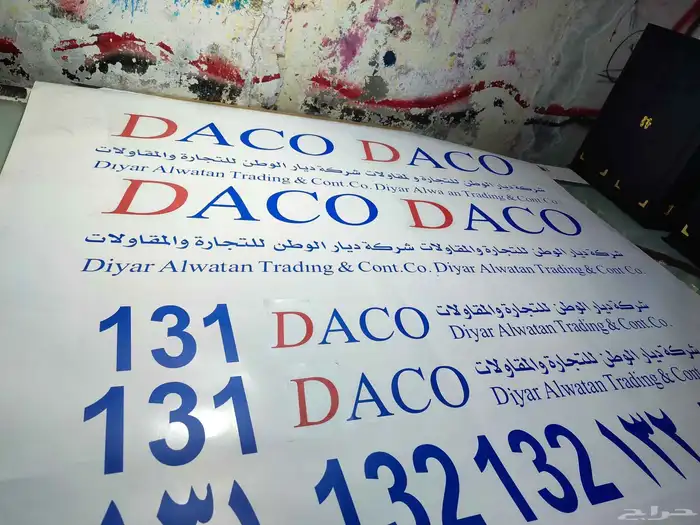 DACO DACO
شركة ديار الوطن للتجارة والمقاولات شركة ديار الوطن للتجارة والمقاولات
Diyar Alwatan Trading & Cont.Co. Diyar Alwa an Trading & Cont.Co.
DACO DACO
شركة ديار الوطن للتجارة والمقاولات شركة ديار الوطن للتجارة والمقاولات
Diyar Alwatan Trading & Cont.Co. Diyar Alwatan Trading & Cont.Co.
131 DACO شركة ديار الوطن للتجارة والمقاولات
Diyar Alwatan Trading & Cont.Co.
131 DACO شركة ديار الوطن للتجارة والمقاولات
Diyar Alwatan Trading & Cont.Co.
١٣١ 132 132 ١٣٢
حراج